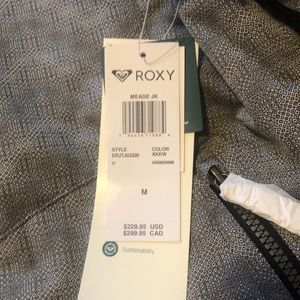 ROXY
MEADE JK
STYLE COLOR
ERJTJ03328 XKKW
M
M
$229.95 USD
$299.95 CAD
Sustainability